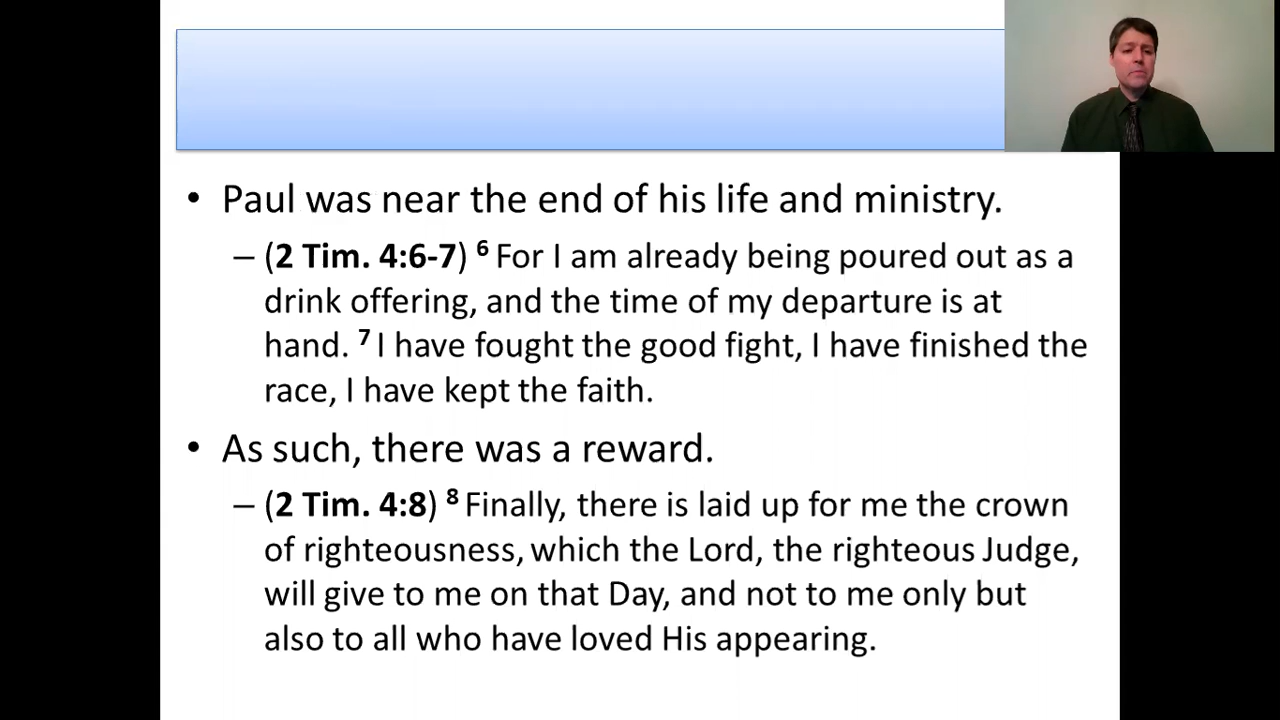 • Paul was near the end of his life and ministry.
– (2 Tim. 4:6-7) 6 For I am already being poured out as a
drink offering, and the time of my departure is at
hand. 7 I have fought the good fight, I have finished the
race, I have kept the faith.
• As such, there was a reward.
– (2 Tim. 4:8) 8 Finally, there is laid up for me the crown
of righteousness, which the Lord, the righteous Judge,
will give to me on that Day, and not to me only but
also to all who have loved His appearing.